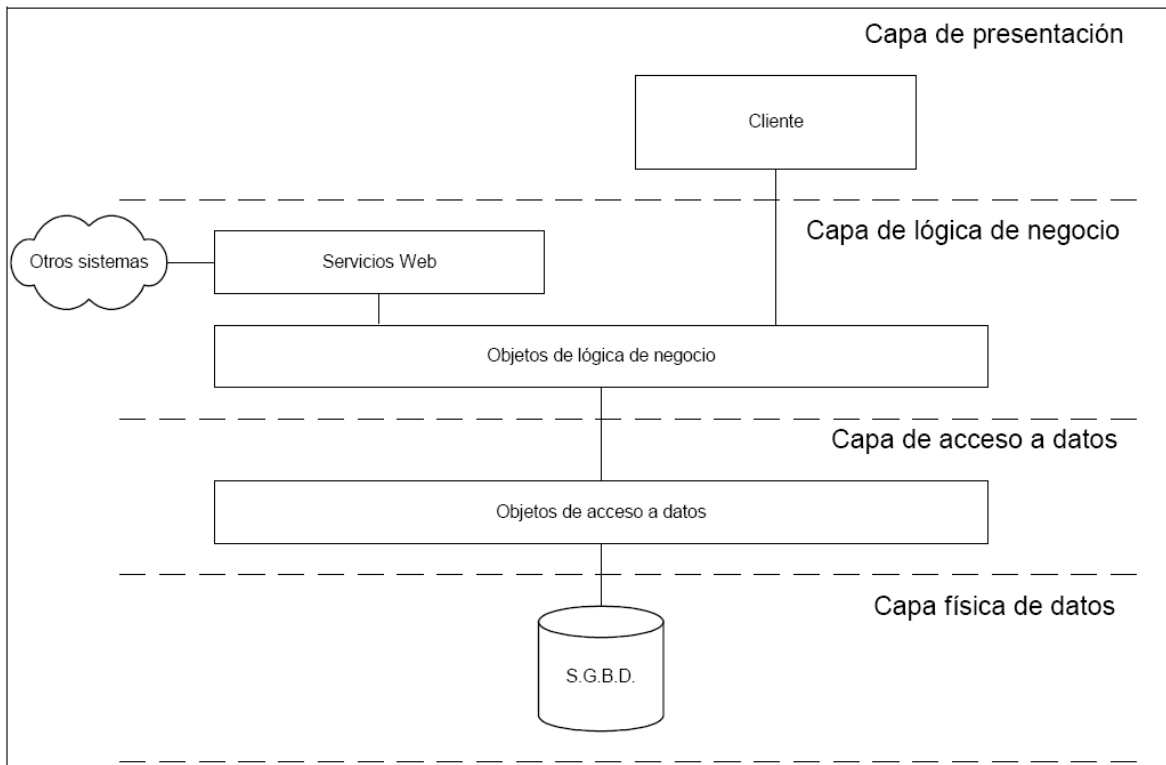 Capa de presentación
Cliente
Capa de lógica de negocio
Otros sistemas
Servicios Web
Objetos de lógica de negocio
Capa de acceso a datos
Objetos de acceso a datos
Capa física de datos
S.G.B.D.